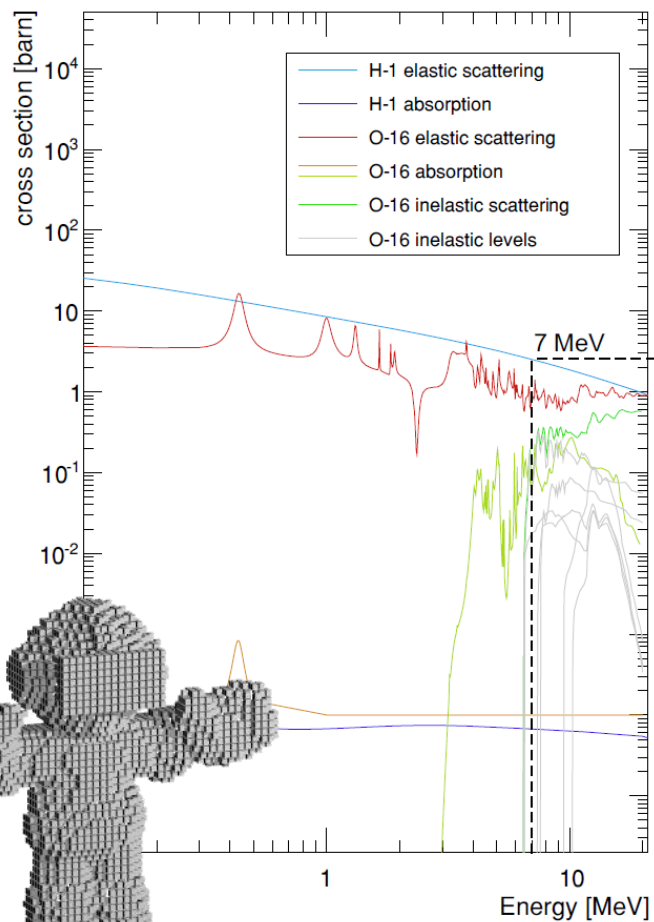 cross section [barn]
10⁴
10³
10²
10
1
10⁻¹
10⁻²
H-1 elastic scattering
H-1 absorption
O-16 elastic scattering
O-16 absorption
O-16 inelastic scattering
O-16 inelastic levels
7 MeV
1
10
Energy [MeV]